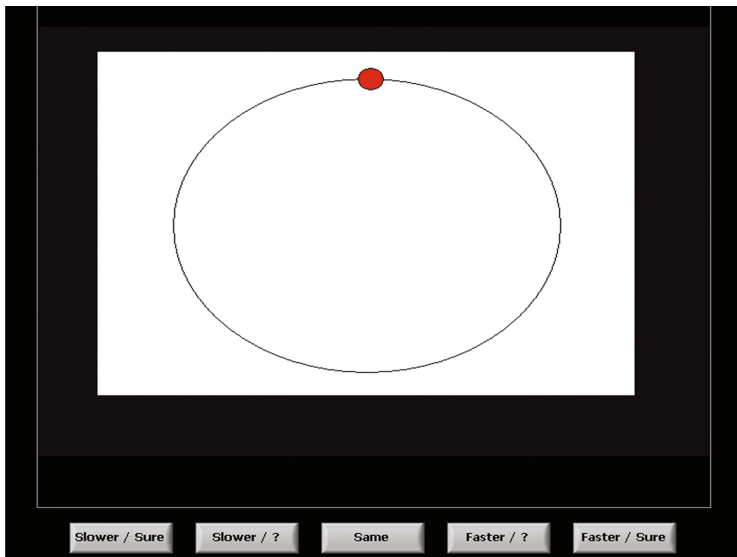 Slower / Sure
Slower / ?
Same
Faster / ?
Faster / Sure